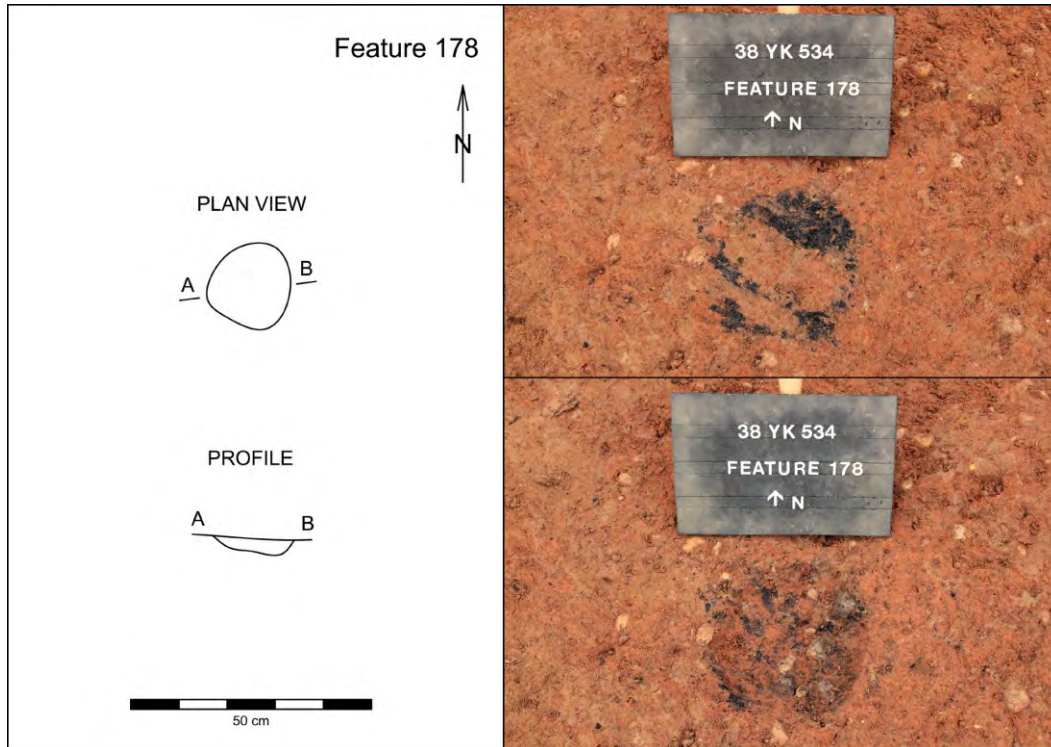 Feature 178
N
PLAN VIEW
A
B
PROFILE
A
B
50 cm
38 YK 534
FEATURE 178
↑ N
38 YK 534
FEATURE 178
↑ N